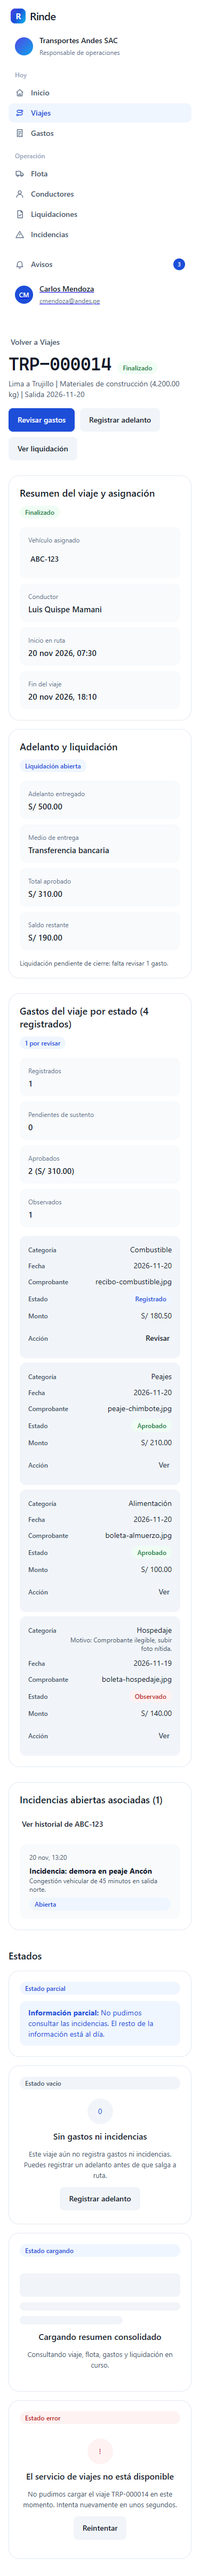 R Rinde
Transportes Andes SAC
Responsable de operaciones
Hoy
Inicio
Viajes
Gastos
Operación
Flota
Conductores
Liquidaciones
Incidencias
Avisos 3
CM Carlos Mendoza
cmendoza@andes.pe
Volver a Viajes
TRP-000014 Finalizado
Lima a Trujillo | Materiales de construcción (4,200.00
kg) | Salida 2026-11-20
Revisar gastos Registrar adelanto
Ver liquidación
Resumen del viaje y asignación
Finalizado
Vehículo asignado
ABC-123
Conductor
Luis Quispe Mamani
Inicio en ruta
20 nov 2026, 07:30
Fin del viaje
20 nov 2026, 18:10
Adelanto y liquidación
Liquidación abierta
Adelanto entregado
S/ 500.00
Medio de entrega
Transferencia bancaria
Total aprobado
S/ 310.00
Saldo restante
S/ 190.00
Liquidación pendiente de cierre: falta revisar 1 gasto.
Gastos del viaje por estado (4
registrados)
1 por revisar
Registrados
1
Pendientes de sustento
0
Aprobados
2 (S/ 310.00)
Observados
1
Categoría Combustible
Fecha 2026-11-20
Comprobante recibo-combustible.jpg
Estado Registrado
Monto S/ 180.50
Acción Revisar
Categoría Peajes
Fecha 2026-11-20
Comprobante peaje-chimbote.jpg
Estado Aprobado
Monto S/ 210.00
Acción Ver
Categoría Alimentación
Fecha 2026-11-20
Comprobante boleta-almuerzo.jpg
Estado Aprobado
Monto S/ 100.00
Acción Ver
Categoría Hospedaje
Motivo: Comprobante ilegible, subir
foto nítida.
Fecha 2026-11-19
Comprobante boleta-hospedaje.jpg
Estado Observado
Monto S/ 140.00
Acción Ver
Incidencias abiertas asociadas (1)
Ver historial de ABC-123
20 nov, 13:20
Incidencia: demora en peaje Ancón
Congestión vehicular de 45 minutos en salida
norte.
Abierta
Estados
Estado parcial
Información parcial: No pudimos
consultar las incidencias. El resto de la
información está al día.
Estado vacío
0
Sin gastos ni incidencias
Este viaje aún no registra gastos ni incidencias.
Puedes registrar un adelanto antes de que salga a
ruta.
Registrar adelanto
Estado cargando
Cargando resumen consolidado
Consultando viaje, flota, gastos y liquidación en
curso.
Estado error
!
El servicio de viajes no está disponible
No pudimos cargar el viaje TRP-000014 en este
momento. Intenta nuevamente en unos segundos.
Reintentar